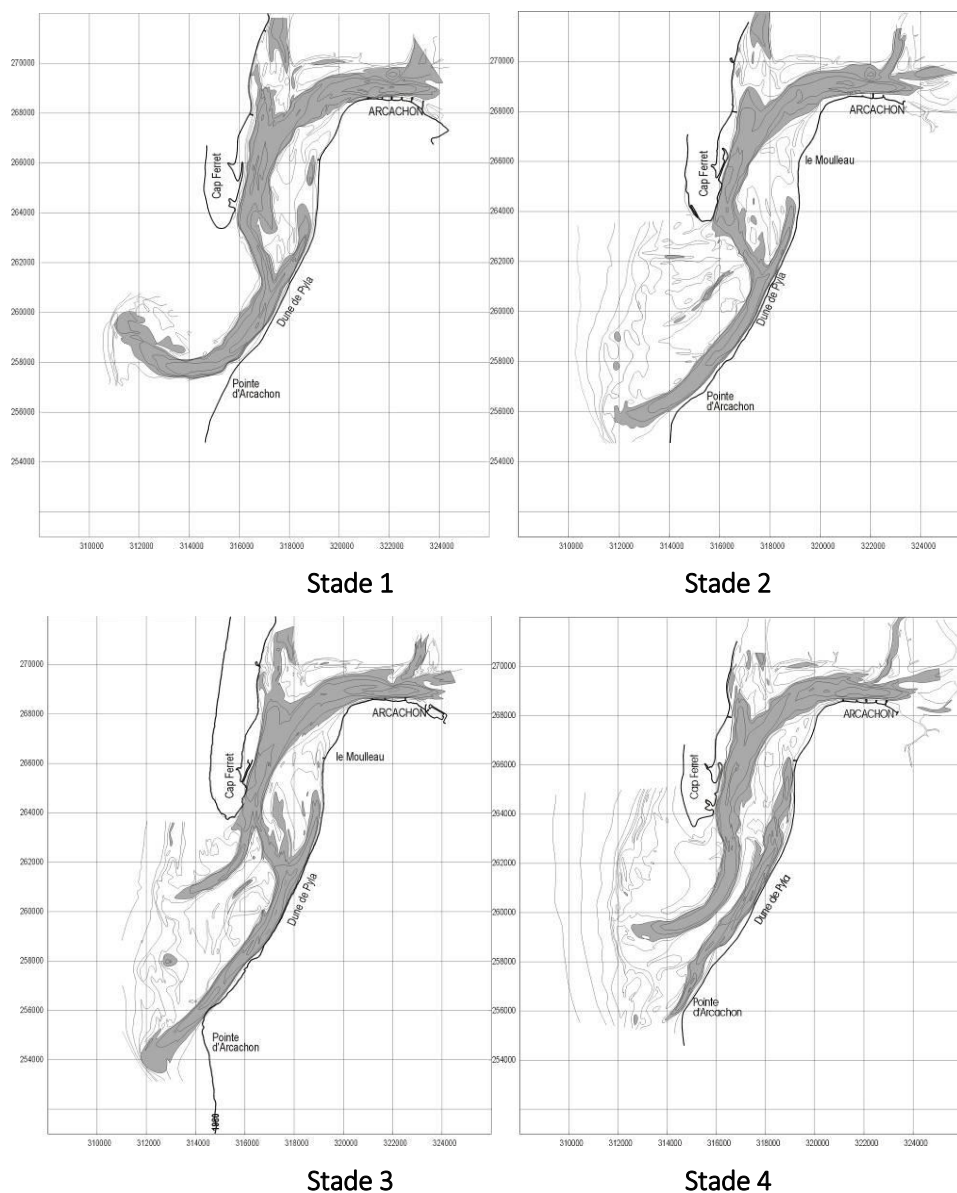 270000
268000
266000
264000
262000
260000
258000
256000
254000
310000 312000 314000 316000 318000 320000 322000 324000
ARCACHON
Cap Ferret
Dune de Pyla
Pointe
d'Arcachon
Stade 1
270000
268000
266000
264000
262000
260000
258000
256000
254000
310000 312000 314000 316000 318000 320000 322000 324000
ARCACHON
le Moulleau
Cap Ferret
Dune de Pyla
Pointe
d'Arcachon
Stade 2
270000
268000
266000
264000
262000
260000
258000
256000
254000
310000 312000 314000 316000 318000 320000 322000 324000
ARCACHON
le Moulleau
Cap Ferret
Dune de Pyla
Pointe
d'Arcachon
Stade 3
270000
268000
266000
264000
262000
260000
258000
256000
254000
310000 312000 314000 316000 318000 320000 322000 324000
ARCACHON
Cap Ferret
Dune de Pyla
Pointe
d'Arcachon
Stade 4